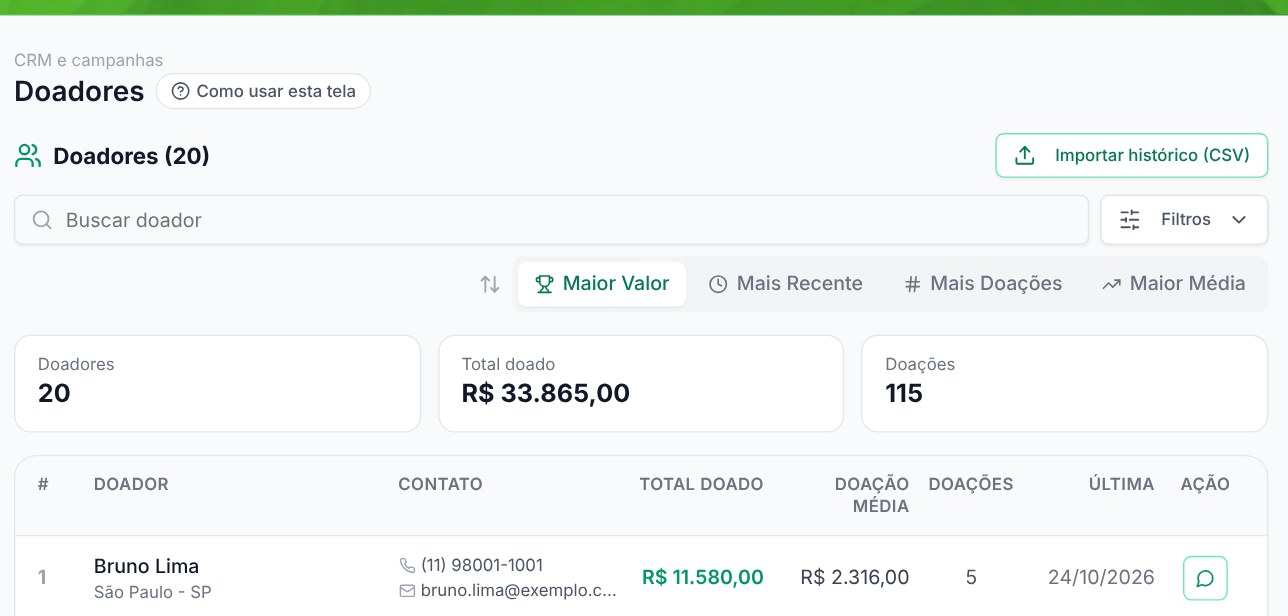 CRM e campanhas
Doadores
Como usar esta tela
Doadores (20)
Importar histórico (CSV)
Buscar doador
Filtros
Maior Valor
Mais Recente
Mais Doações
Maior Média
Doadores
20
Total doado
R$ 33.865,00
Doações
115
# DOADOR CONTATO TOTAL DOADO DOAÇÃO MÉDIA DOAÇÕES ÚLTIMA AÇÃO
1
Bruno Lima
São Paulo - SP
(11) 98001-1001
bruno.lima@exemplo.c...
R$ 11.580,00
R$ 2.316,00
5
24/10/2026